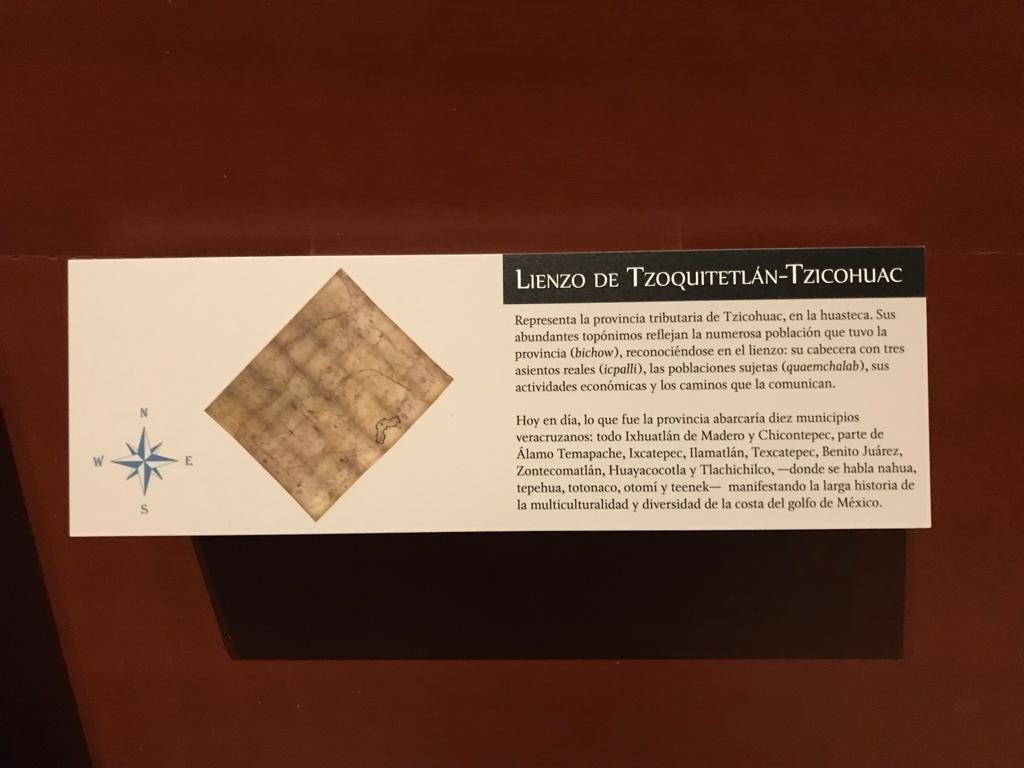 LIENZO DE TZOQUITETLÁN-TZICOHUAC
Representa la provincia tributaria de Tzicohuac, en la huasteca. Sus
abundantes topónimos reflejan la numerosa población que tuvo la
provincia (bichow), reconociéndose en el lienzo: su cabecera con tres
asientos reales (icpalli), las poblaciones sujetas (quaemchalab), sus
actividades económicas y los caminos que la comunican.
Hoy en día, lo que fue la provincia abarcaría diez municipios
veracruzanos: todo Ixhuatlán de Madero y Chicontepec, parte de
Álamo Temapache, Ixcatepec, Ilamatlán, Texcatepec, Benito Juárez,
Zontecomatlán, Huayacocotla y Tlachichilco, —donde se habla nahua,
tepehua, totonaco, otomí y teenek— manifestando la larga historia de
la multiculturalidad y diversidad de la costa del golfo de México.
N
W E
S